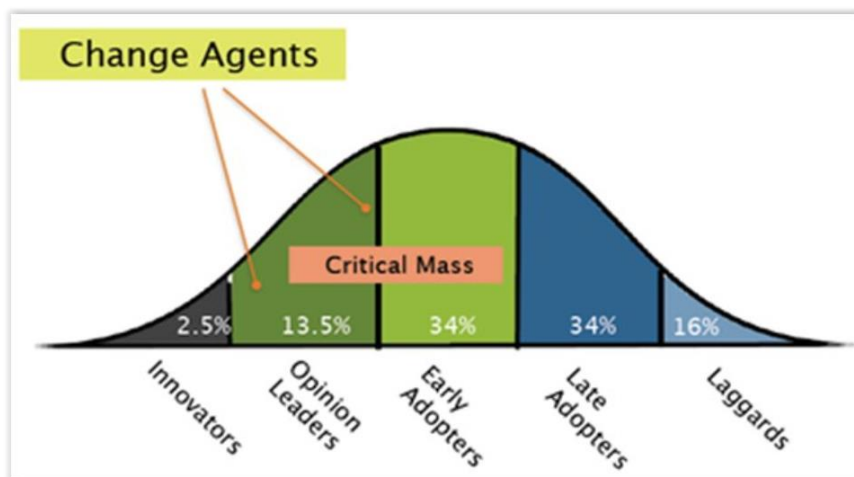 Change Agents
Critical Mass
2.5%
13.5%
34%
34%
16%
Innovators
Opinion
Leaders
Early
Adopters
Late
Adopters
Laggards